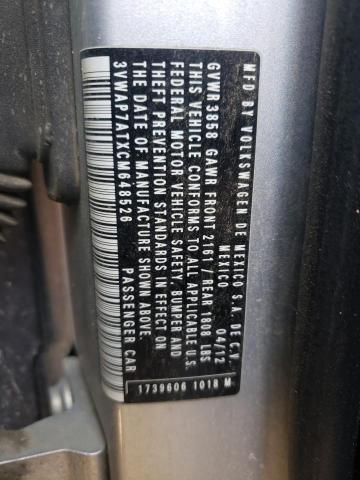 MFD BY VOLKSWAGEN DE MEXICO S.A. DE C.V.
MEXICO 04/12
GVWR 3858 GAWR FRONT 2161 / REAR 1808 LBS
THIS VEHICLE CONFORMS TO ALL APPLICABLE U.S.
FEDERAL MOTOR VEHICLE SAFETY, BUMPER AND
THEFT PREVENTION STANDARDS IN EFFECT ON
THE DATE OF MANUFACTURE SHOWN ABOVE.
3VWAP7AJXCM648526 PASSENGER CAR
1739606 1018 M